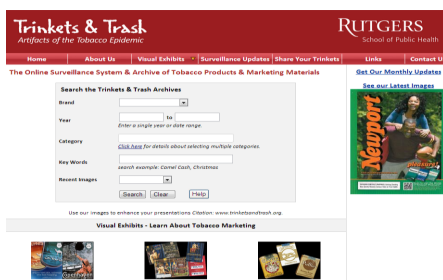 Trinkets & Trash
Artifacts of the Tobacco Epidemic
RUTGERS
School of Public Health
Home
About Us
Visual Exhibits
Surveillance Updates
Share Your Trinkets
Links
Contact U
The Online Surveillance System & Archive of Tobacco Products & Marketing Materials
Get Our Monthly Updates
See our Latest Images
Search the Trinkets & Trash Archives
Brand
Year
to
Enter a single year or date range.
Category
Click here for details about selecting multiple categories.
Key Words
search example: Camel Cash, Christmas
Recent Images
Search
Clear
Help
Newport
pleasure!
Use our images to enhance your presentations Citation: www.trinketsandtrash.org.
Visual Exhibits - Learn About Tobacco Marketing
Copenhagen